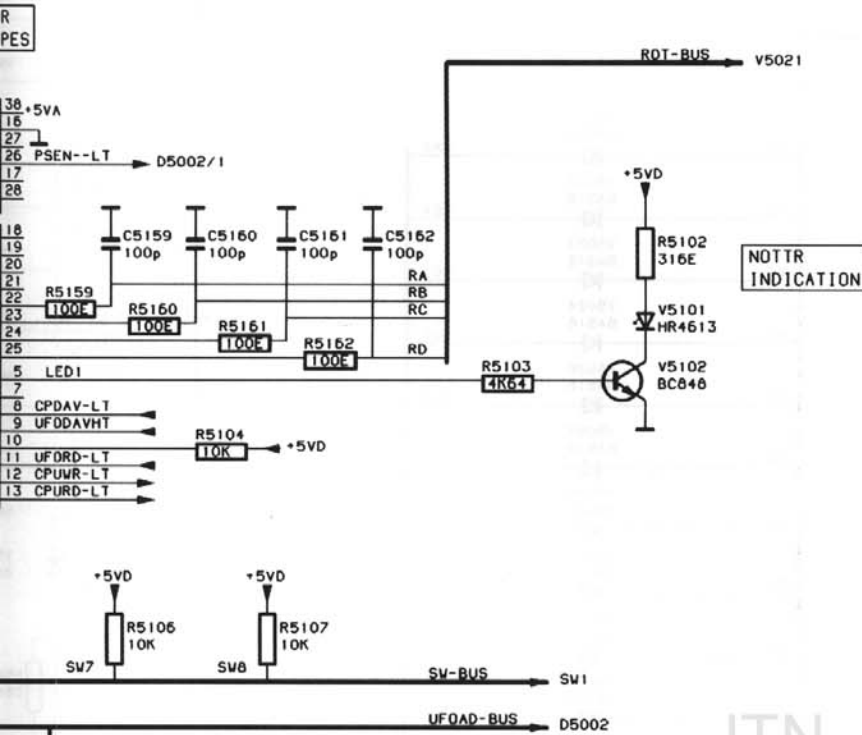 R
PES
ROT-BUS
V5021
38 +5VA
16
27
26 PSEN--LT
D5002/1
17
28
+5VD
18
19
20
21
22
23
24
25
C5159
100p
C5160
100p
C5161
100p
C5162
100p
R5102
316E
NOTTR
INDICATION
RA
RB
RC
RD
R5159
100E
R5160
100E
R5161
100E
R5162
100E
V5101
HR4613
5 LED1
R5103
4K64
V5102
BC848
7
8 CPDAV-LT
9 UFODAVHT
10
R5104
10K
+5VD
11 UFORD-LT
12 CPUWR-LT
13 CPURD-LT
+5VD
+5VD
R5106
10K
R5107
10K
SW7
SW8
SW-BUS
SW1
UFOAD-BUS
D5002
ITN